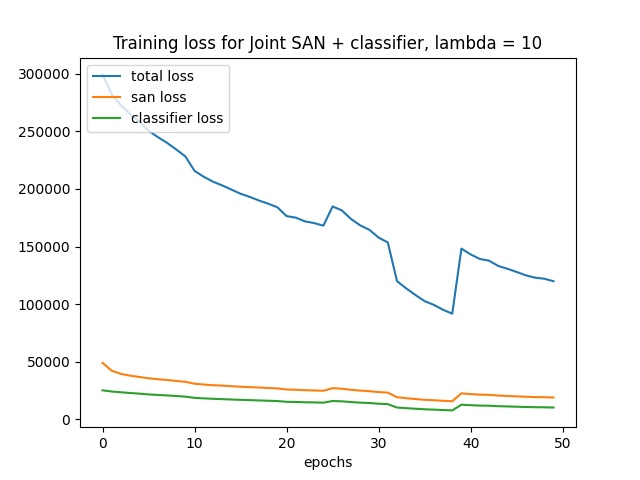 Training loss for Joint SAN + classifier, lambda = 10
300000
250000
200000
150000
100000
50000
0
total loss
san loss
classifier loss
0 10 20 30 40 50
epochs